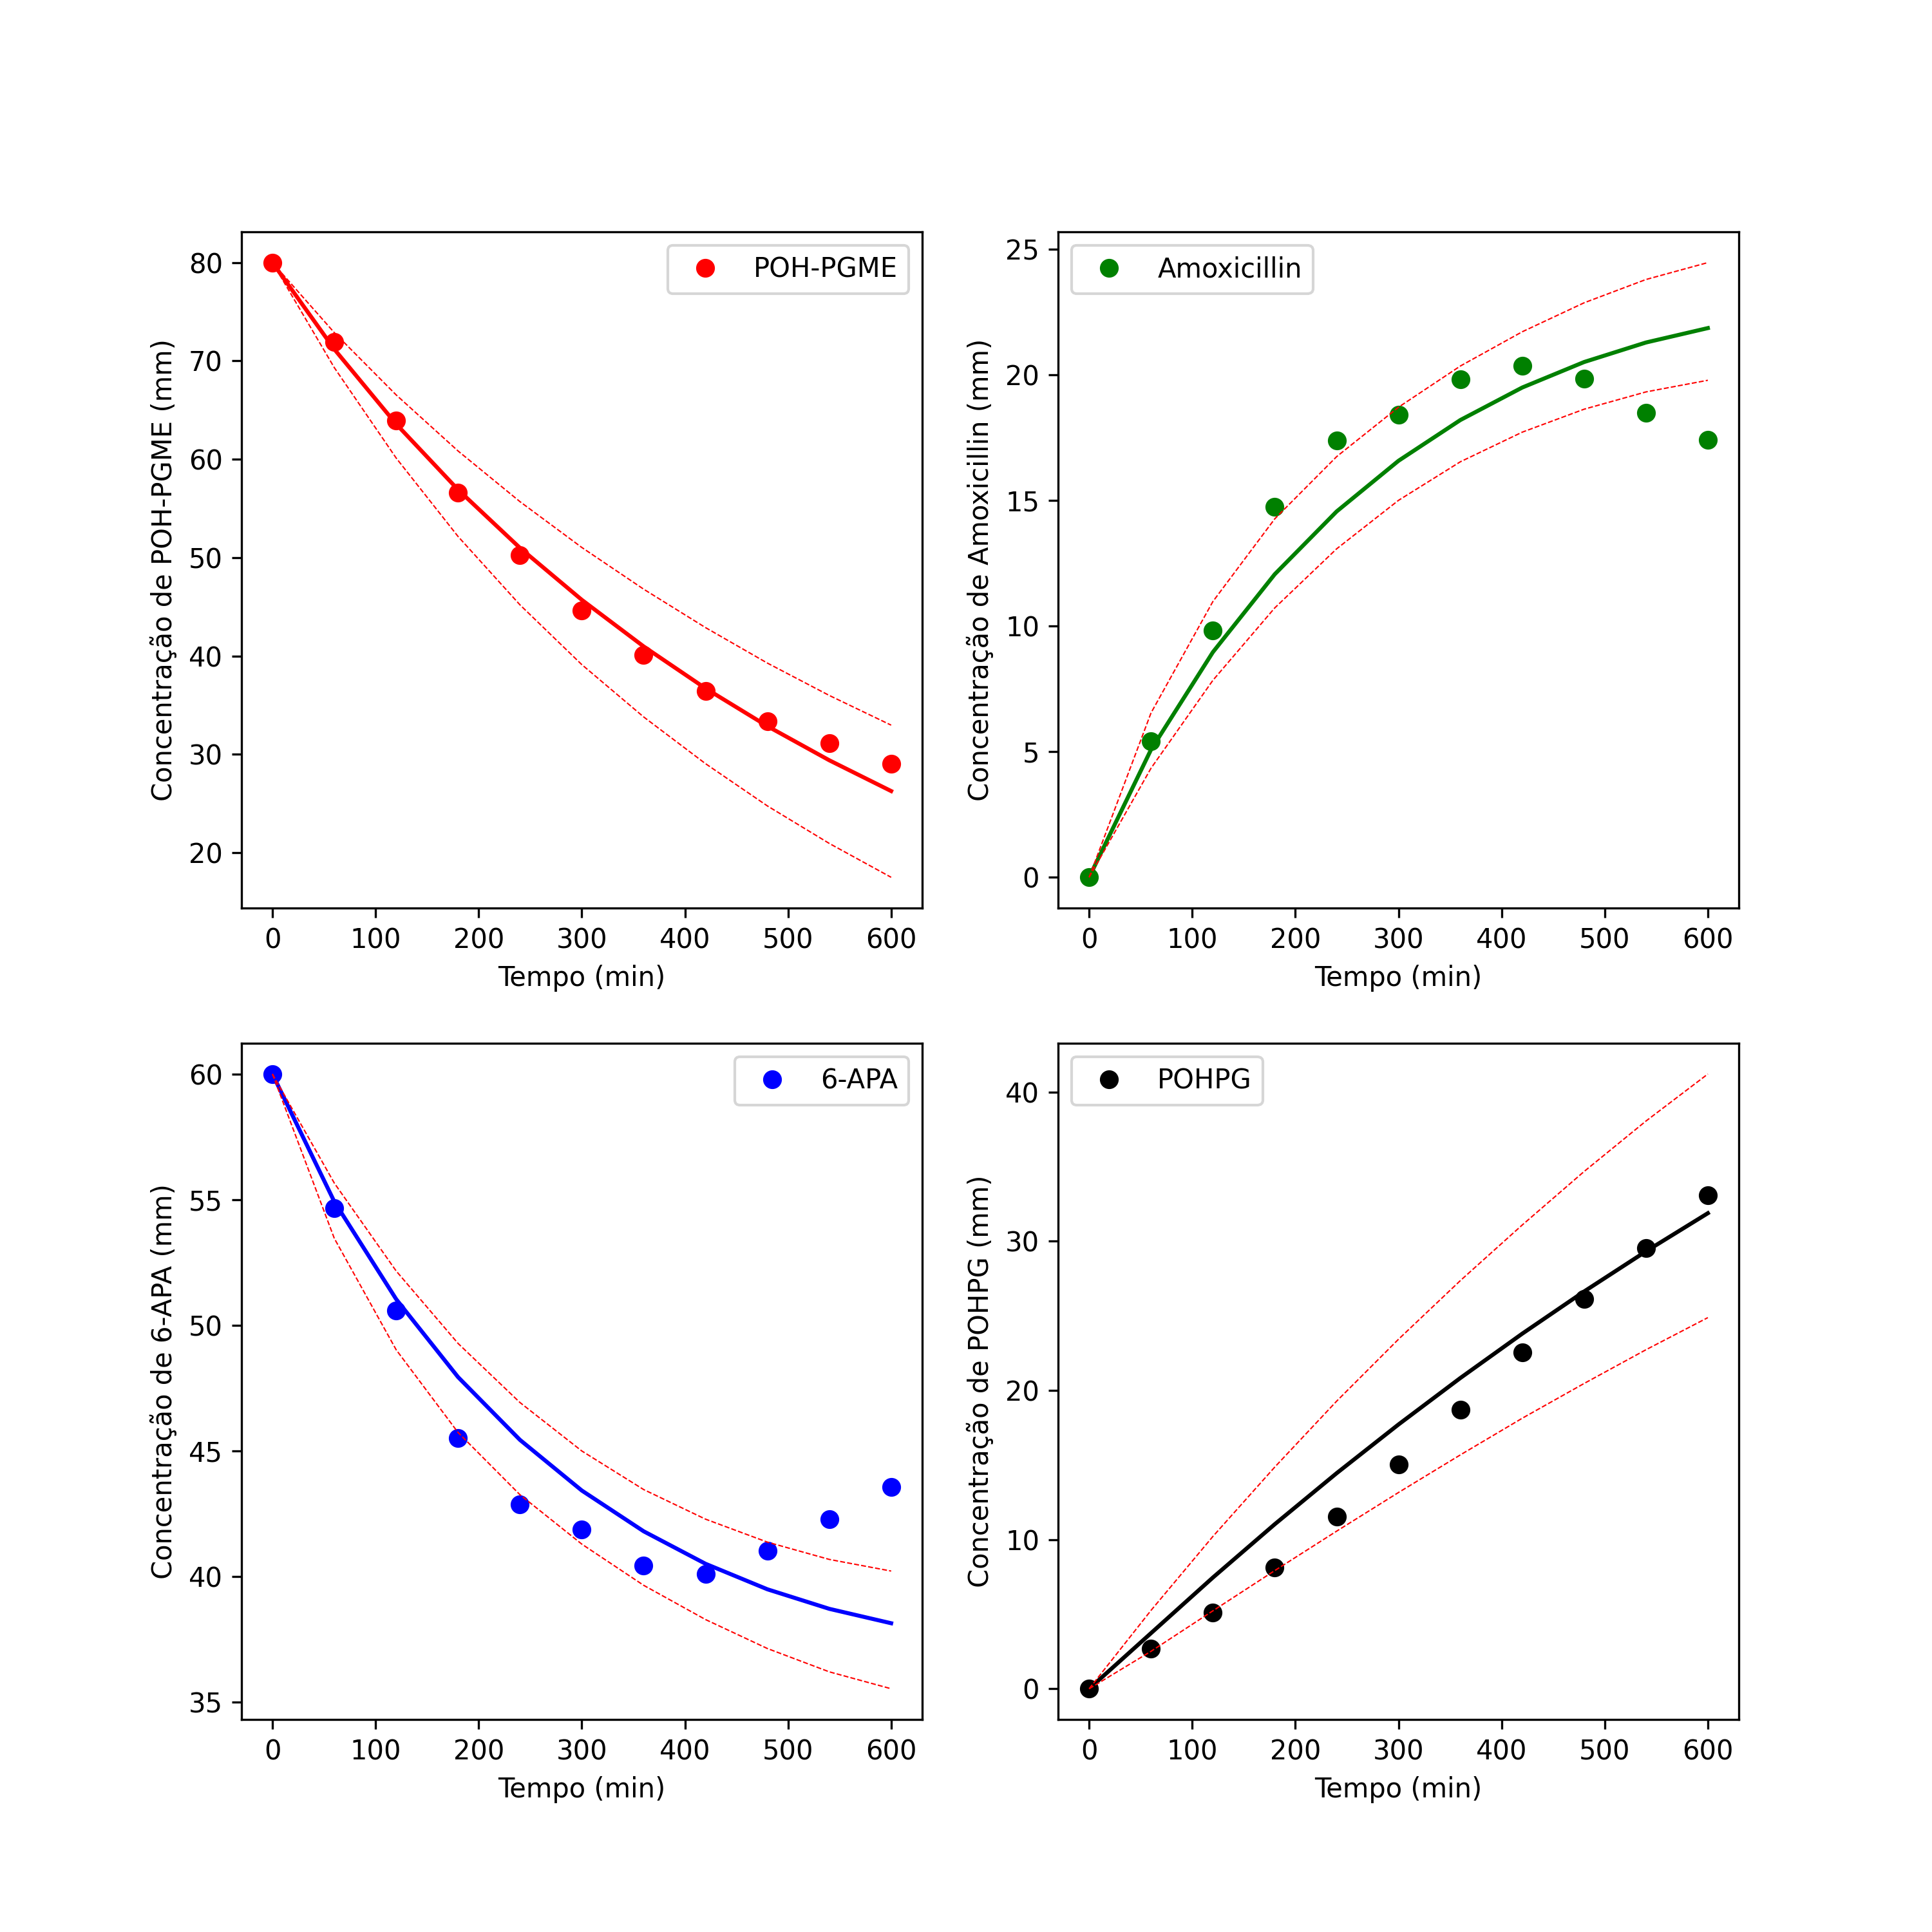 POH-PGME
Concentração de POH-PGME (mm)
80
70
60
50
40
30
20
0 100 200 300 400 500 600
Tempo (min)
Amoxicillin
Concentração de Amoxicillin (mm)
25
20
15
10
5
0
0 100 200 300 400 500 600
Tempo (min)
6-APA
Concentração de 6-APA (mm)
60
55
50
45
40
35
0 100 200 300 400 500 600
Tempo (min)
POHPG
Concentração de POHPG (mm)
40
30
20
10
0
0 100 200 300 400 500 600
Tempo (min)